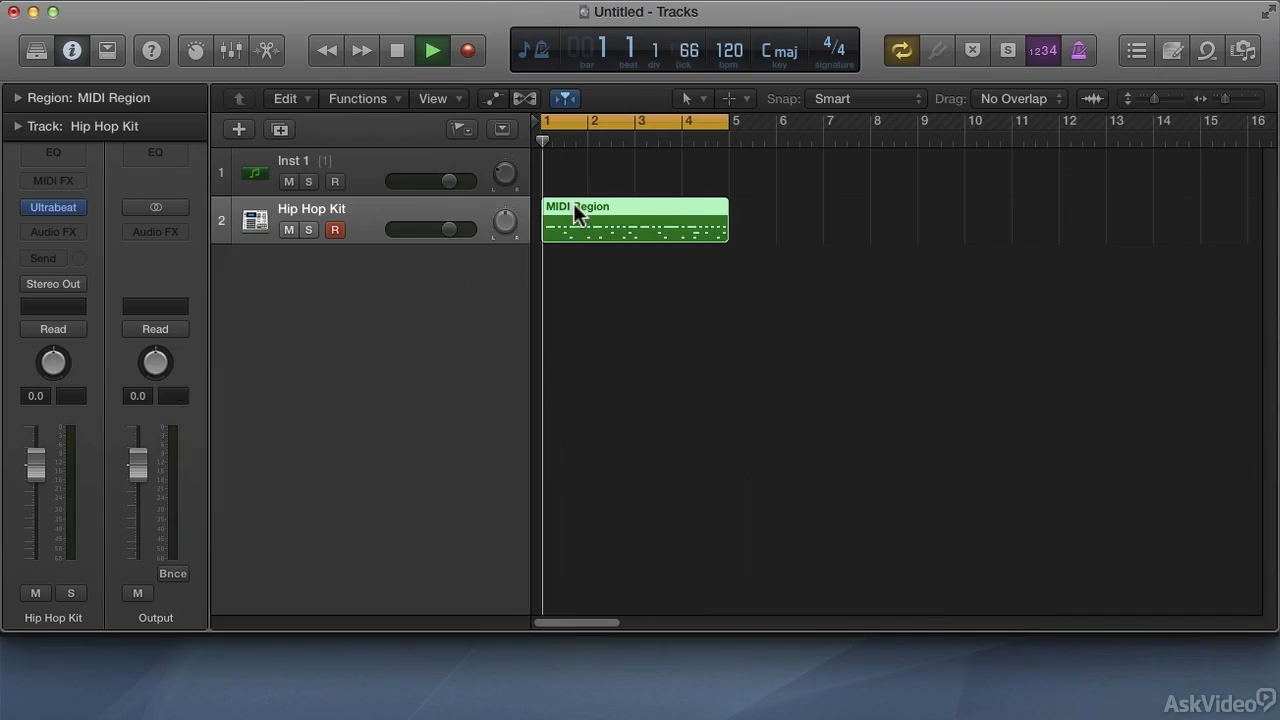 Untitled - Tracks
1 1 1 66 120 C maj 4/4
bar beat div tick bpm key signature
S 1234
Region: MIDI Region
Edit Functions View Snap: Smart Drag: No Overlap
Track: Hip Hop Kit
1 2 3 4 5 6 7 8 9 10 11 12 13 14 15 16
EQ EQ
1 Inst 1 [1]
MIDI FX
M S R L R
Ultrabeat
2 Hip Hop Kit
MIDI Region
Audio FX Audio FX
M S R L R
Send
Stereo Out
Read Read
0.0 0.0
Bnce
M S M
Hip Hop Kit Output
AskVideo